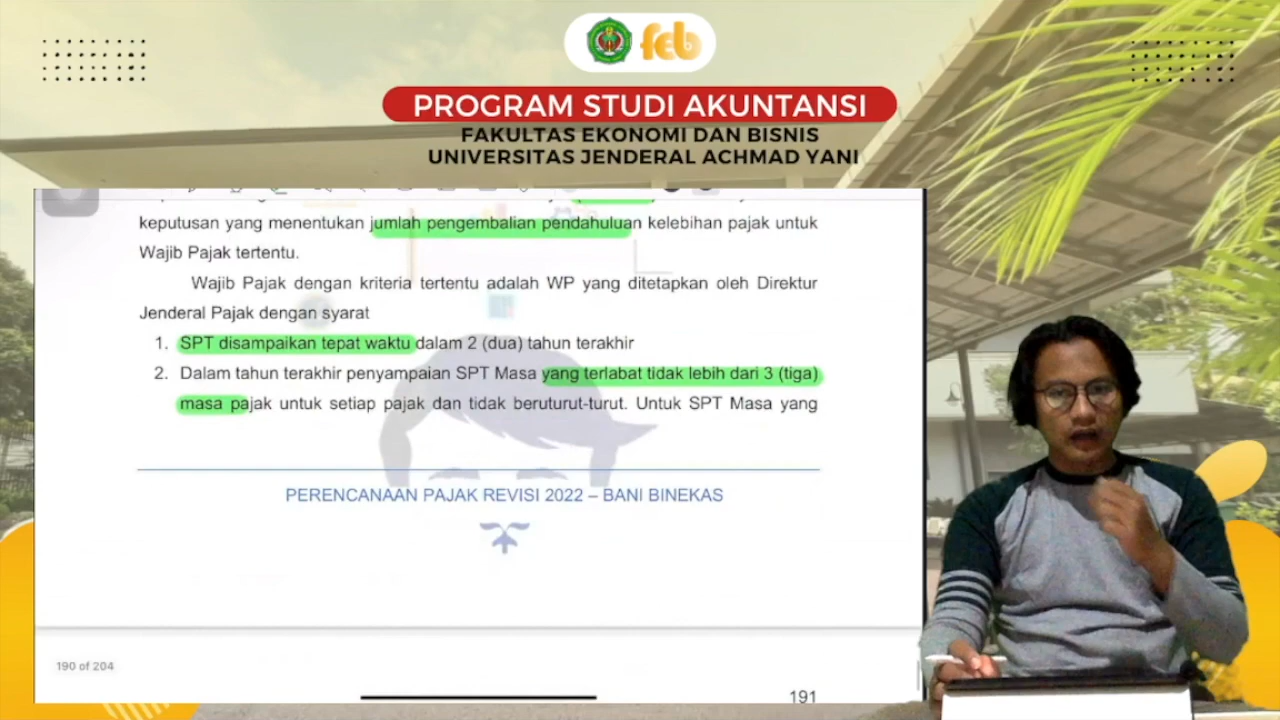 feb
PROGRAM STUDI AKUNTANSI
FAKULTAS EKONOMI DAN BISNIS
UNIVERSITAS JENDERAL ACHMAD YANI
keputusan yang menentukan jumlah pengembalian pendahuluan kelebihan pajak untuk
Wajib Pajak tertentu.
Wajib Pajak dengan kriteria tertentu adalah WP yang ditetapkan oleh Direktur
Jenderal Pajak dengan syarat
1. SPT disampaikan tepat waktu dalam 2 (dua) tahun terakhir
2. Dalam tahun terakhir penyampaian SPT Masa yang terlabat tidak lebih dari 3 (tiga)
masa pajak untuk setiap pajak dan tidak beruturut-turut. Untuk SPT Masa yang
PERENCANAAN PAJAK REVISI 2022 – BANI BINEKAS
190 of 204
191